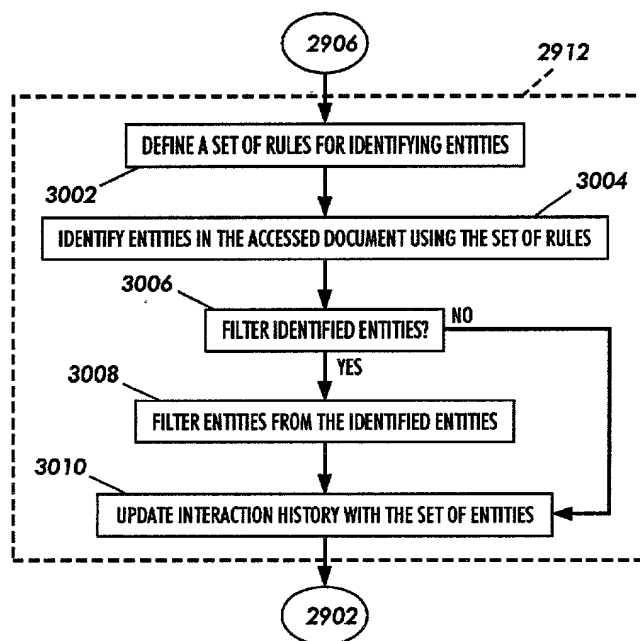 2906
2912
DEFINE A SET OF RULES FOR IDENTIFYING ENTITIES
3002
3004
IDENTIFY ENTITIES IN THE ACCESSED DOCUMENT USING THE SET OF RULES
3006
FILTER IDENTIFIED ENTITIES?
NO
YES
3008
FILTER ENTITIES FROM THE IDENTIFIED ENTITIES
3010
UPDATE INTERACTION HISTORY WITH THE SET OF ENTITIES
2902